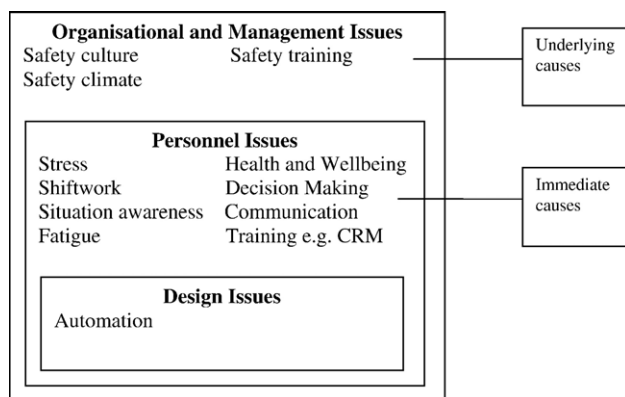 Organisational and Management Issues
Safety culture Safety training
Safety climate
Underlying
causes
Personnel Issues
Stress Health and Wellbeing
Shiftwork Decision Making
Situation awareness Communication
Fatigue Training e.g. CRM
Immediate
causes
Design Issues
Automation